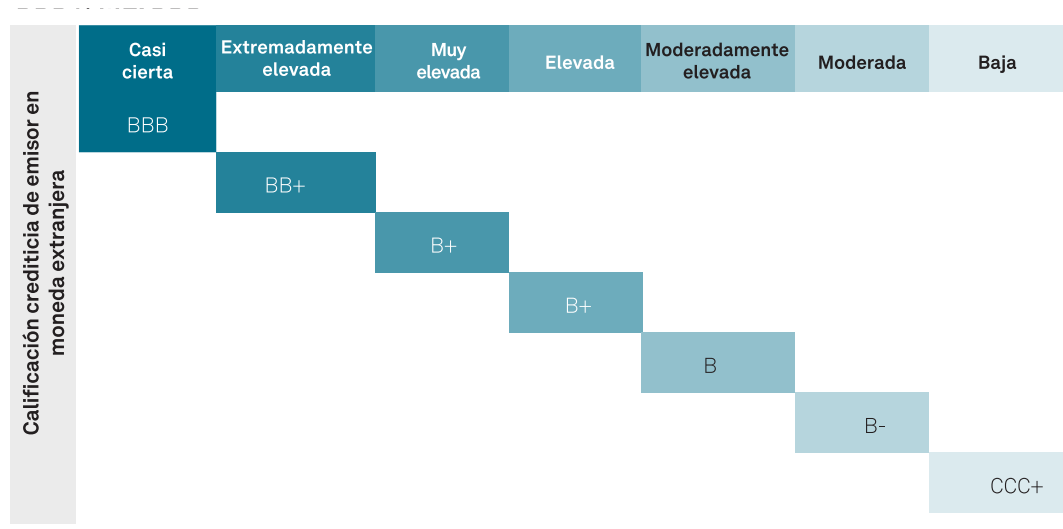 Casi
cierta
Extremadamente
elevada
Muy
elevada
Elevada
Moderadamente
elevada
Moderada
Baja
Calificación crediticia de emisor en
moneda extranjera
BBB
BB+
B+
B+
B
B-
CCC+